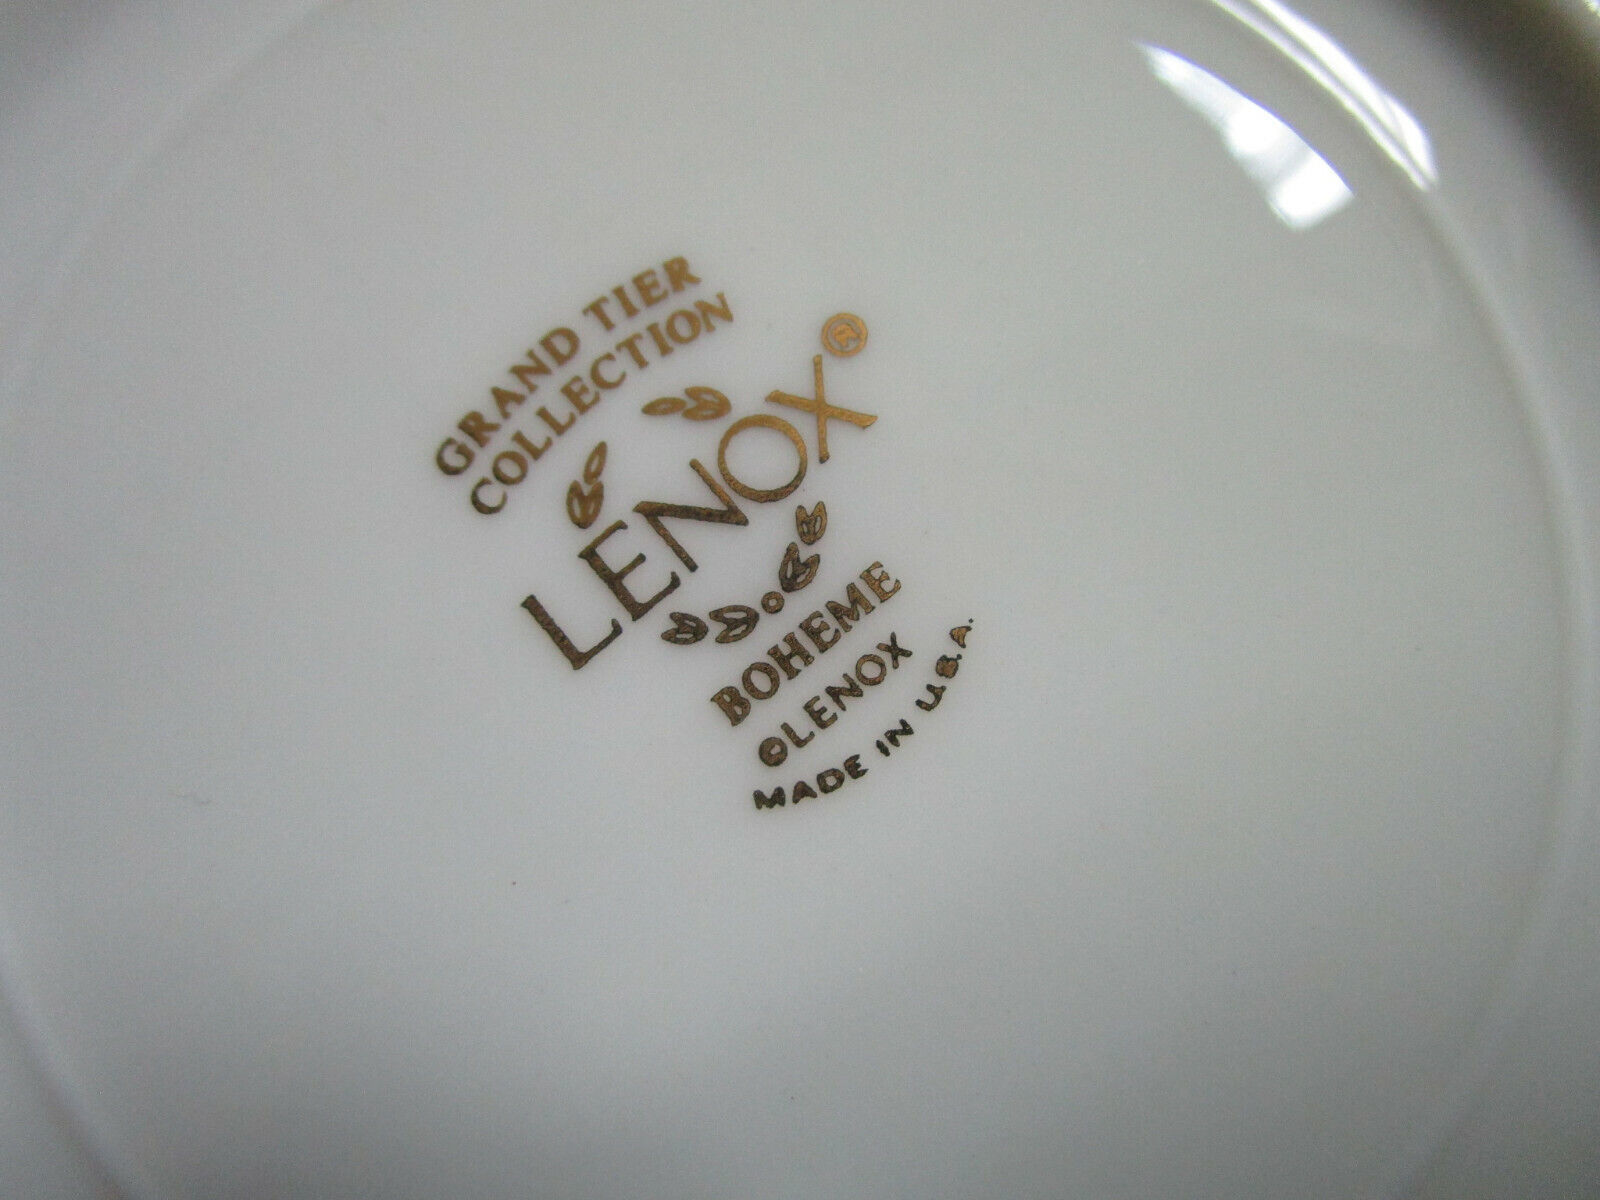 GRAND TIER
COLLECTION
LENOX®
BOHEME
©LENOX
MADE IN U.S.A.